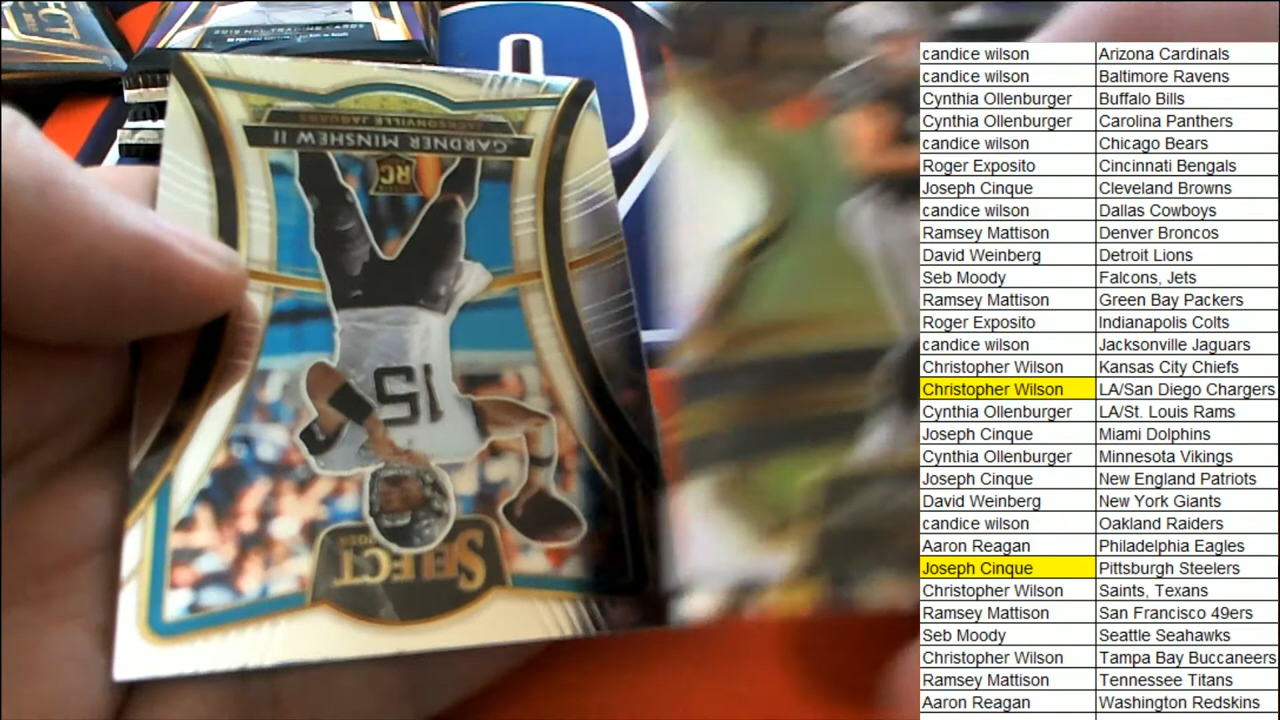 SELECT
2019 NFL TRADING CARDS
JACKSONVILLE JAGUARS
GARDNER MINSHEW II
RC
15
SELECT
candice wilson Arizona Cardinals
candice wilson Baltimore Ravens
Cynthia Ollenburger Buffalo Bills
Cynthia Ollenburger Carolina Panthers
candice wilson Chicago Bears
Roger Exposito Cincinnati Bengals
Joseph Cinque Cleveland Browns
candice wilson Dallas Cowboys
Ramsey Mattison Denver Broncos
David Weinberg Detroit Lions
Seb Moody Falcons, Jets
Ramsey Mattison Green Bay Packers
Roger Exposito Indianapolis Colts
candice wilson Jacksonville Jaguars
Christopher Wilson Kansas City Chiefs
Christopher Wilson LA/San Diego Chargers
Cynthia Ollenburger LA/St. Louis Rams
Joseph Cinque Miami Dolphins
Cynthia Ollenburger Minnesota Vikings
Joseph Cinque New England Patriots
David Weinberg New York Giants
candice wilson Oakland Raiders
Aaron Reagan Philadelphia Eagles
Joseph Cinque Pittsburgh Steelers
Christopher Wilson Saints, Texans
Ramsey Mattison San Francisco 49ers
Seb Moody Seattle Seahawks
Christopher Wilson Tampa Bay Buccaneers
Ramsey Mattison Tennessee Titans
Aaron Reagan Washington Redskins